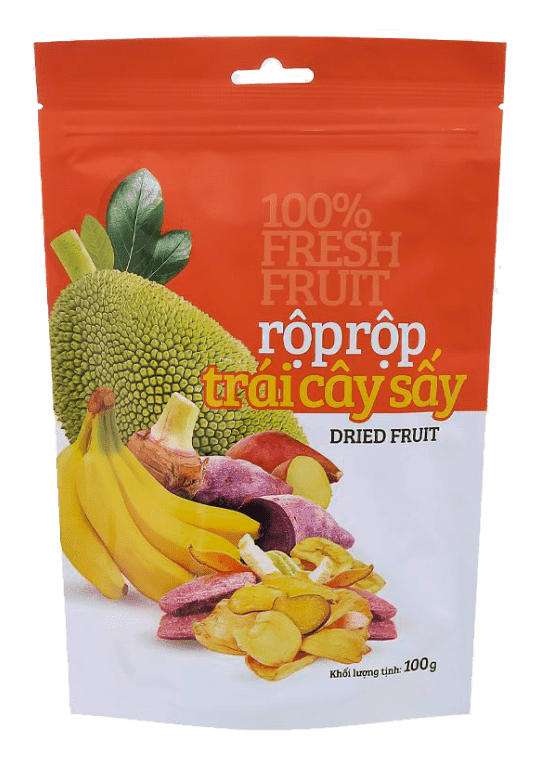 100%
FRESH
FRUIT
rộprộp
trái cây sấy
DRIED FRUIT
Khối lượng tịnh: 100g